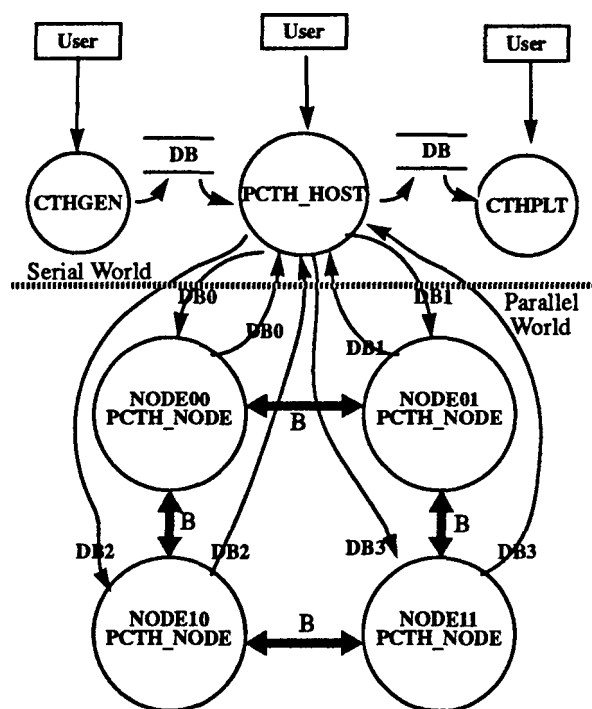 User
User
User
DB
DB
CTHGEN
PCTH_HOST
CTHPLT
Serial World
Parallel
World
DB0
DB0
DB1
DB1
NODE00
PCTH_NODE
NODE01
PCTH_NODE
B
B
B
DB2
DB2
DB3
DB3
NODE10
PCTH_NODE
NODE11
PCTH_NODE
B